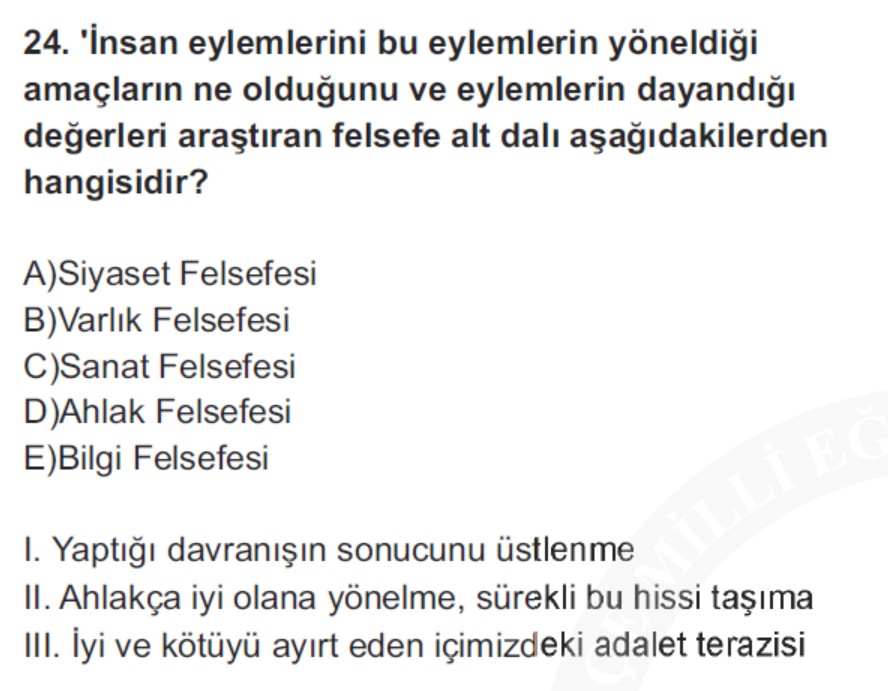 24. 'İnsan eylemlerini bu eylemlerin yöneldiği
amaçların ne olduğunu ve eylemlerin dayandığı
değerleri araştıran felsefe alt dalı aşağıdakilerden
hangisidir?
A)Siyaset Felsefesi
B)Varlık Felsefesi
C)Sanat Felsefesi
D)Ahlak Felsefesi
E)Bilgi Felsefesi
I. Yaptığı davranışın sonucunu üstlenme
II. Ahlakça iyi olana yönelme, sürekli bu hissi taşıma
III. İyi ve kötüyü ayırt eden içimizdeki adalet terazisi
MİLLİ